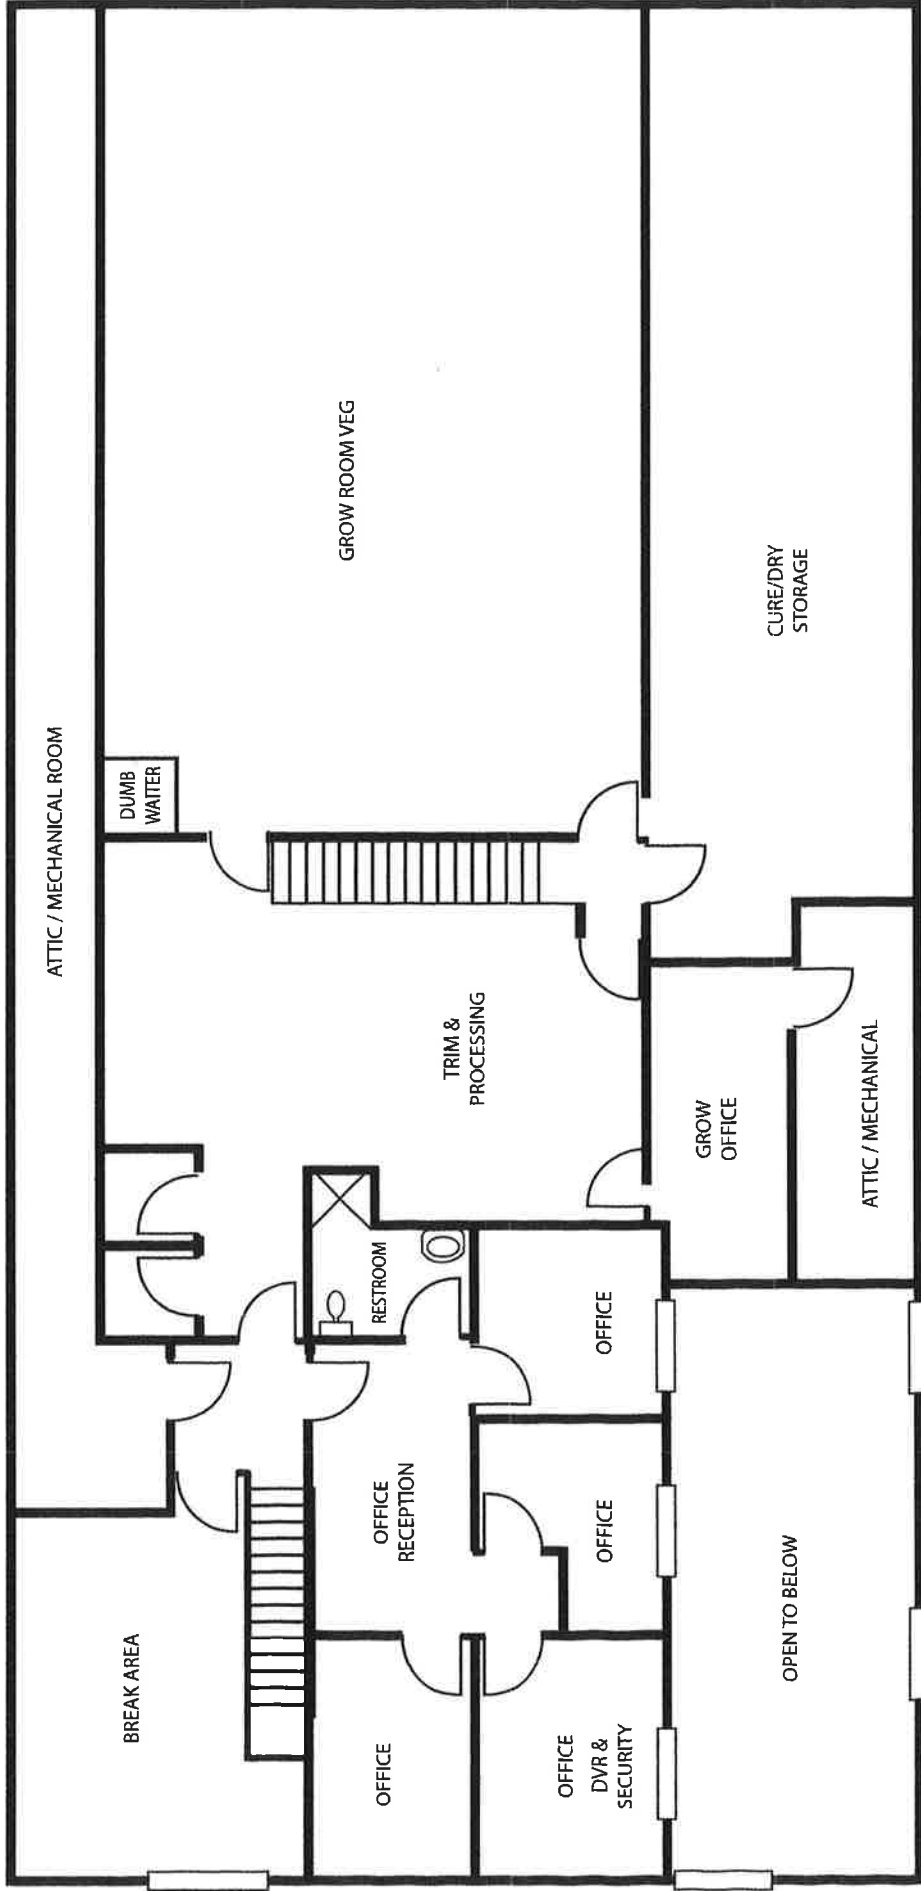 ATTIC / MECHANICAL ROOM
BREAK AREA
DUMB
WAITER
GROW ROOM VEG
OFFICE
OFFICE
RECEPTION
RESTROOM
TRIM &
PROCESSING
OFFICE
DVR &
SECURITY
OFFICE
OFFICE
GROW
OFFICE
CURE/DRY
STORAGE
OPEN TO BELOW
ATTIC / MECHANICAL